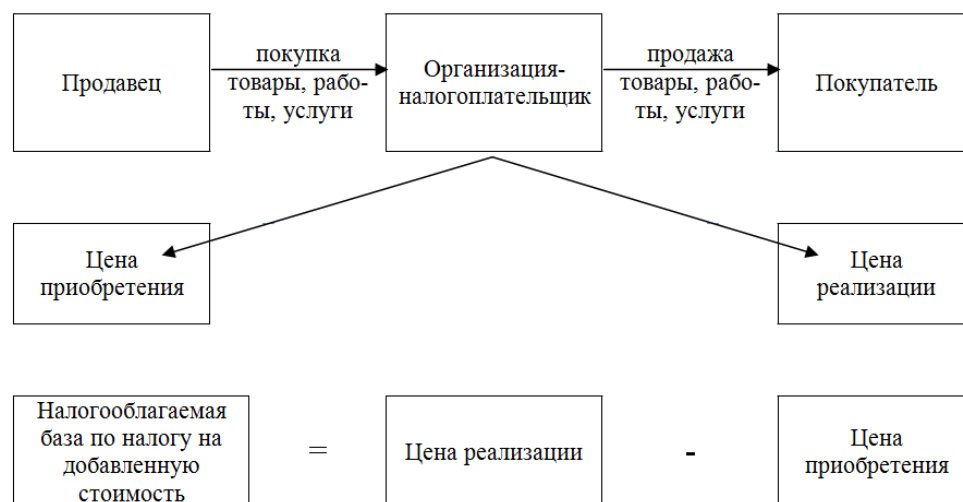 Продавец
покупка
товары, рабо-
ты, услуги
Организация-
налогоплательщик
продажа
товары, рабо-
ты, услуги
Покупатель
Цена
приобретения
Цена
реализации
Налогооблагаемая
база по налогу на
добавленную
стоимость
=
Цена реализации
-
Цена
приобретения